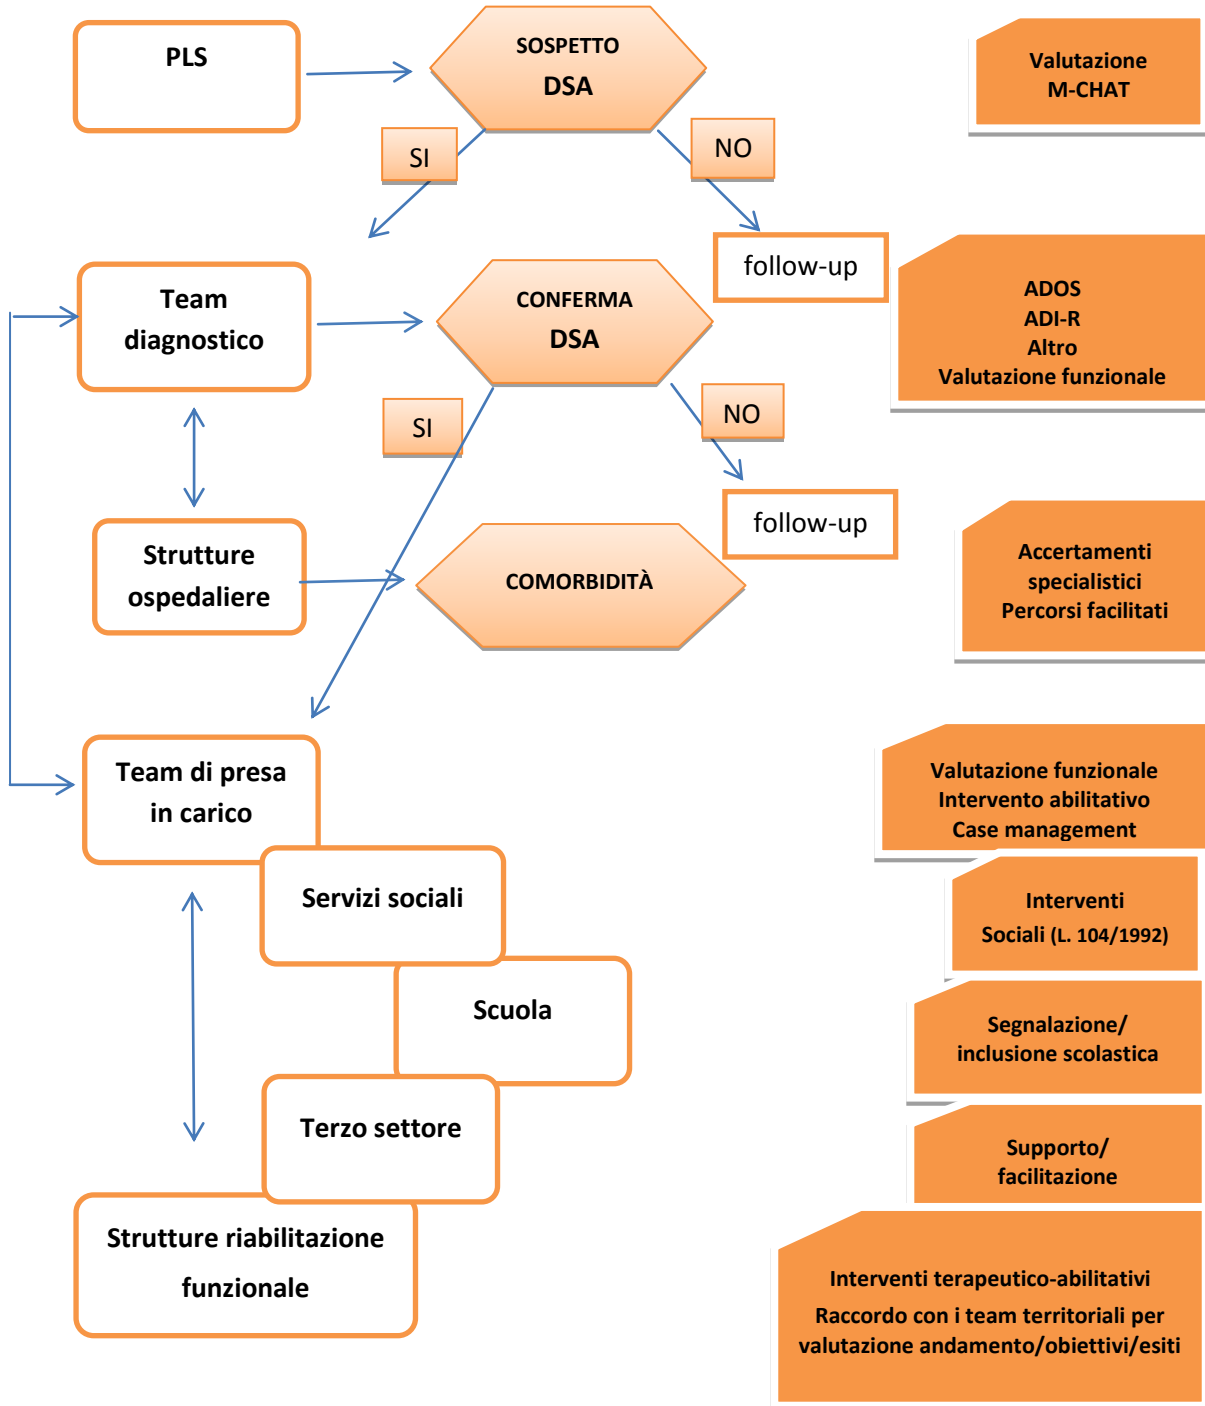 PLS
SOSPETTO
DSA
Valutazione
M-CHAT
SI
NO
follow-up
Team
diagnostico
CONFERMA
DSA
ADOS
ADI-R
Altro
Valutazione funzionale
SI
NO
follow-up
Strutture
ospedaliere
COMORBIDITÀ
Accertamenti
specialistici
Percorsi facilitati
Team di presa
in carico
Valutazione funzionale
Intervento abilitativo
Case management
Servizi sociali
Interventi
Sociali (L. 104/1992)
Scuola
Segnalazione/
inclusione scolastica
Terzo settore
Supporto/
facilitazione
Strutture riabilitazione
funzionale
Interventi terapeutico-abilitativi
Raccordo con i team territoriali per
valutazione andamento/obiettivi/esiti